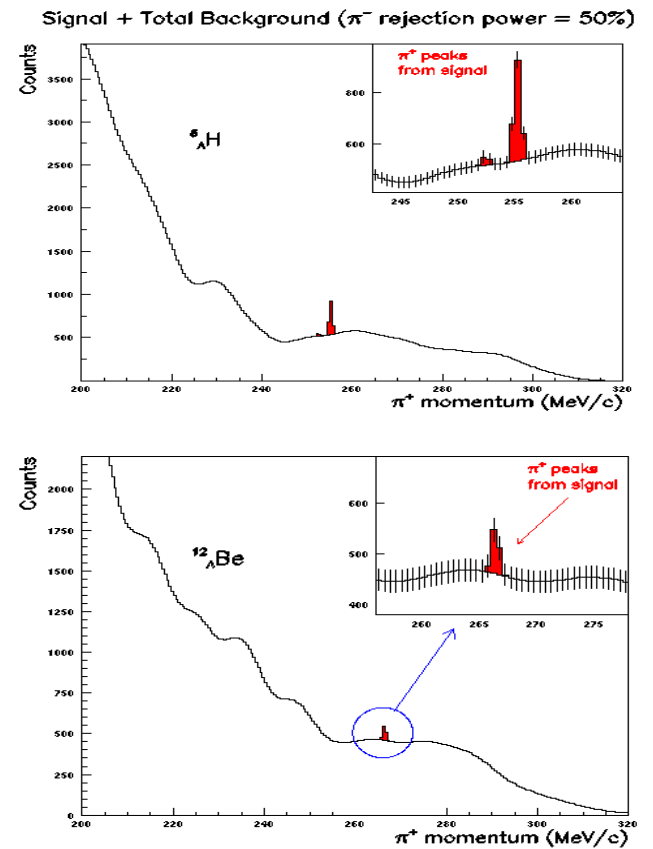 Signal + Total Background (π⁻ rejection power = 50%)
Counts
3500
3000
2500
2000
1500
1000
500
200 220 240 260 280 300 320
π⁺ momentum (MeV/c)
⁶ΛH
π⁺ peaks
from signal
800
600
245 250 255 260
Counts
2000
1750
1500
1250
1000
750
500
250
0
200 220 240 260 280 300 320
π⁺ momentum (MeV/c)
¹²ΛBe
π⁺ peaks
from signal
600
500
400
260 265 270 275